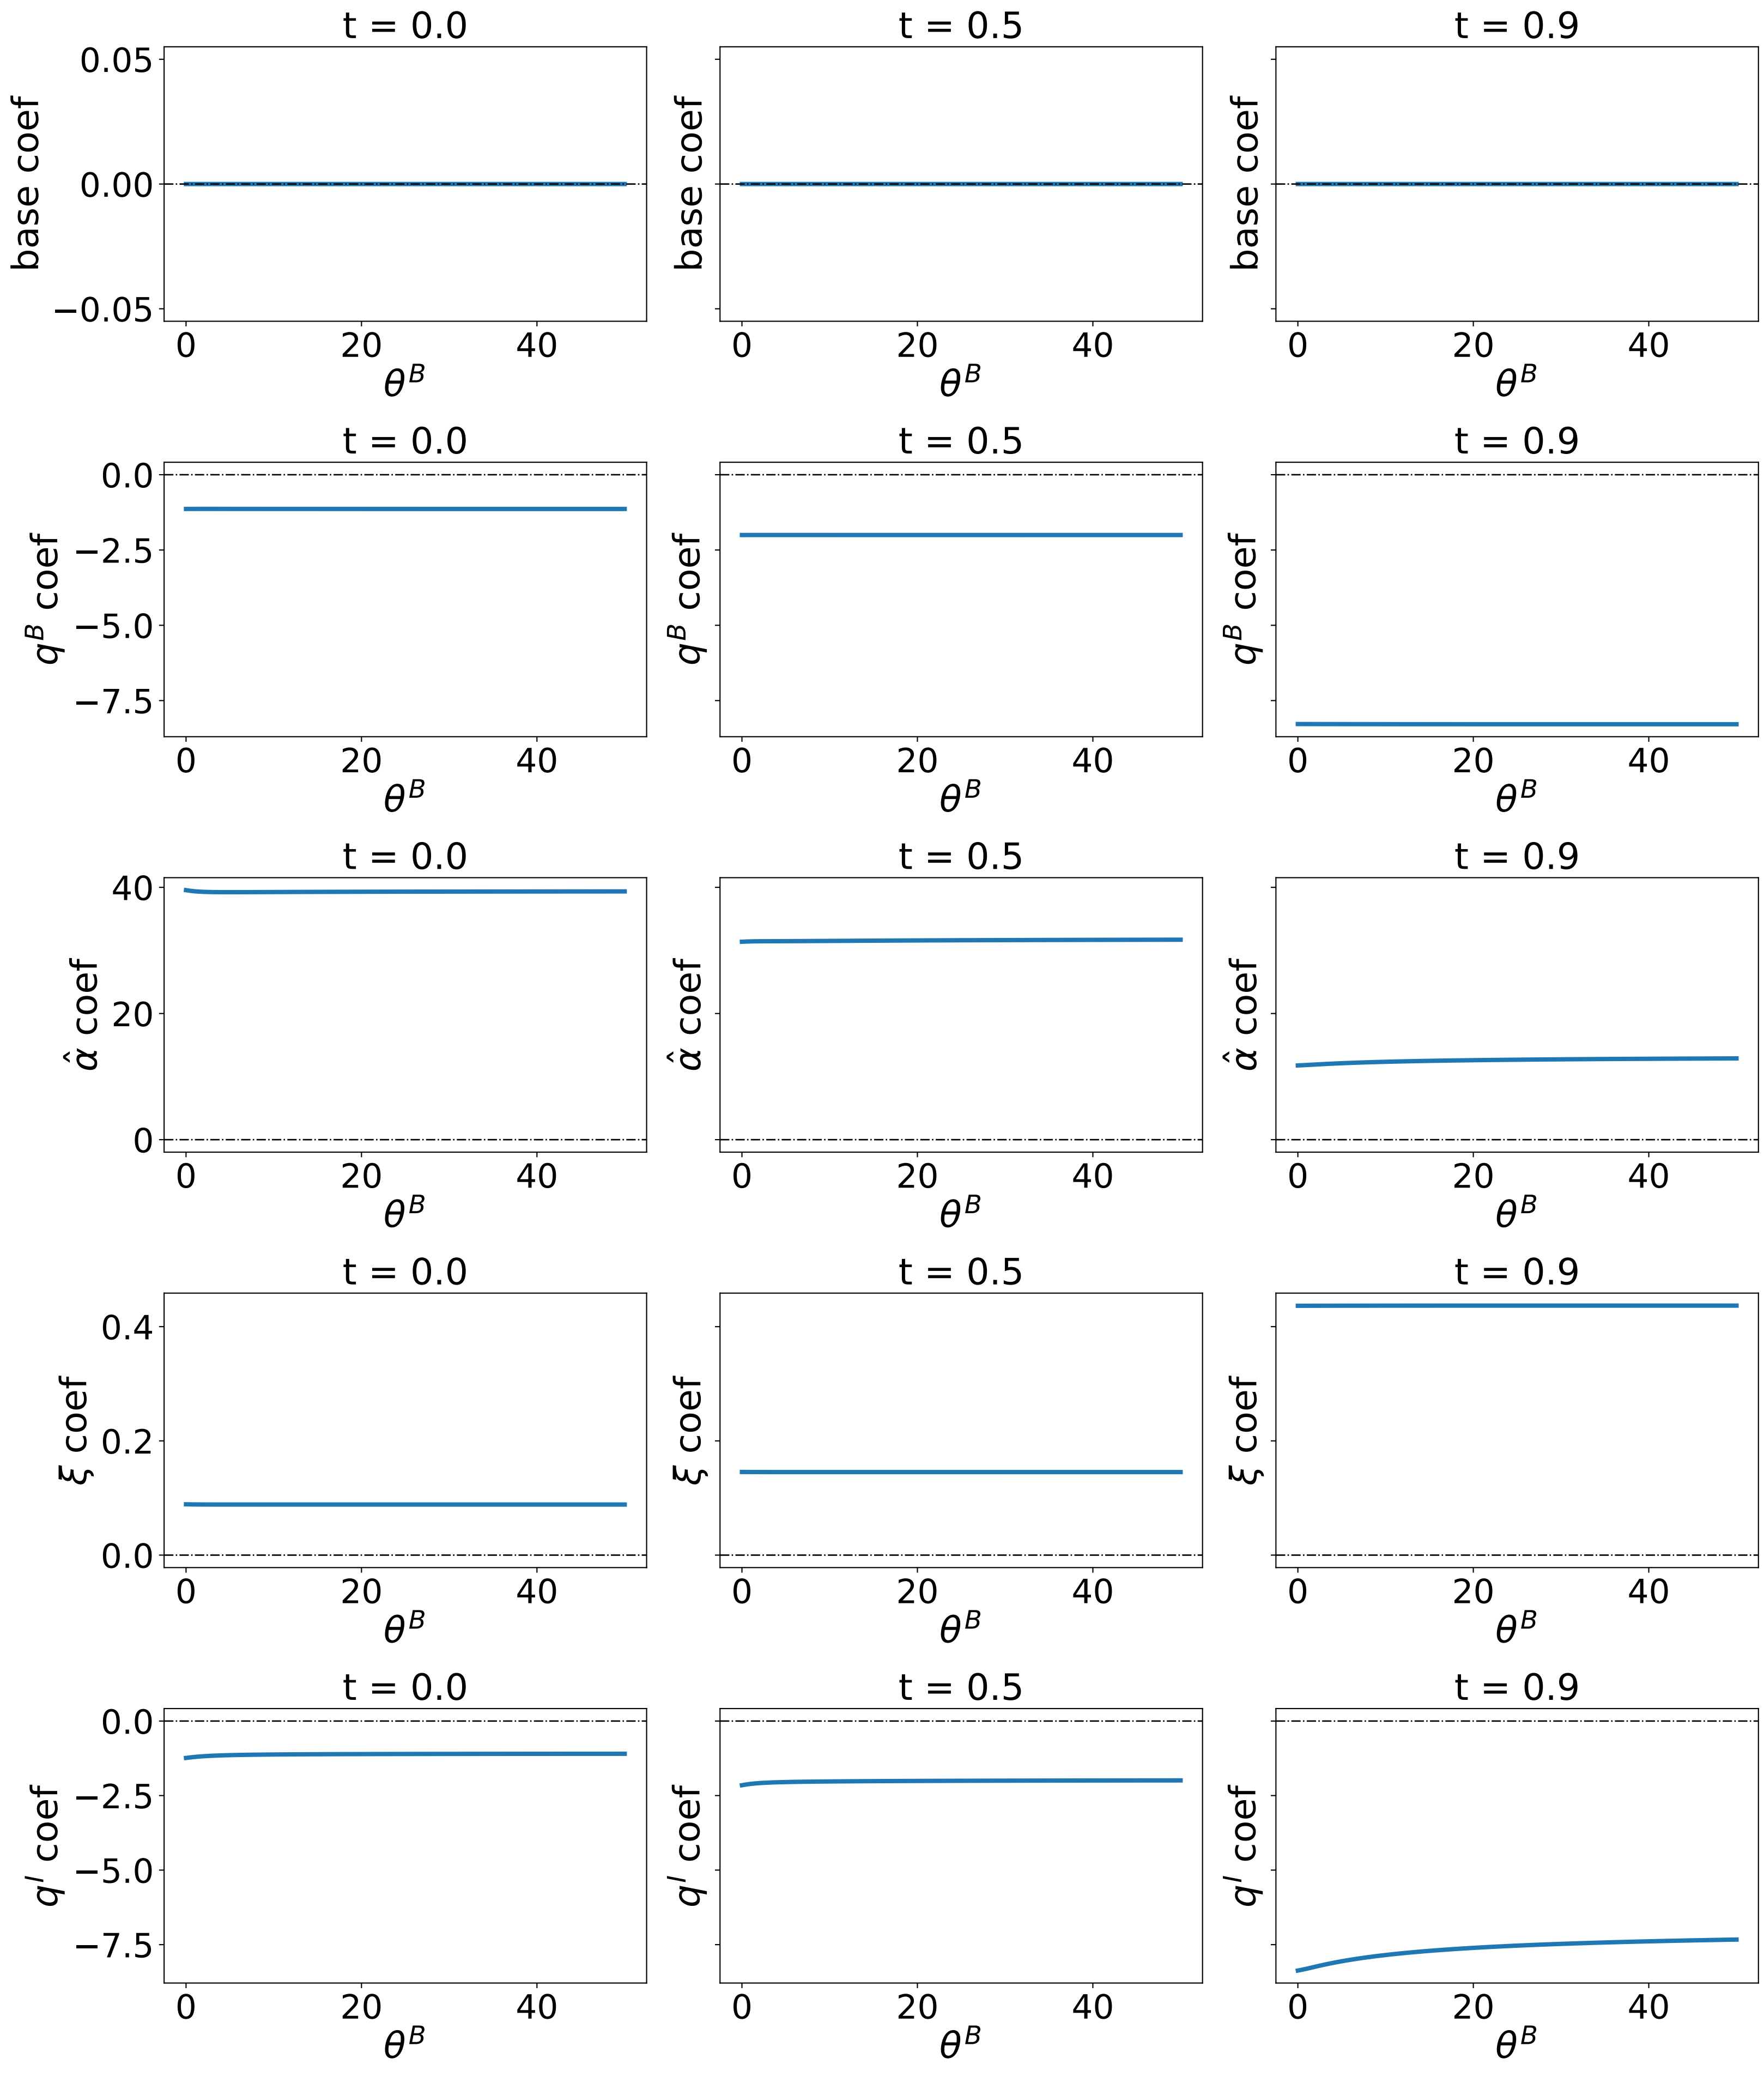 t = 0.0 t = 0.5 t = 0.9
base coef base coef base coef
0.05
0.00
−0.05
0 20 40 0 20 40 0 20 40
θ^B θ^B θ^B
t = 0.0 t = 0.5 t = 0.9
q^B coef q^B coef q^B coef
0.0
−2.5
−5.0
−7.5
0 20 40 0 20 40 0 20 40
θ^B θ^B θ^B
t = 0.0 t = 0.5 t = 0.9
α̂ coef α̂ coef α̂ coef
40
20
0
0 20 40 0 20 40 0 20 40
θ^B θ^B θ^B
t = 0.0 t = 0.5 t = 0.9
ξ coef ξ coef ξ coef
0.4
0.2
0.0
0 20 40 0 20 40 0 20 40
θ^B θ^B θ^B
t = 0.0 t = 0.5 t = 0.9
q^I coef q^I coef q^I coef
0.0
−2.5
−5.0
−7.5
0 20 40 0 20 40 0 20 40
θ^B θ^B θ^B